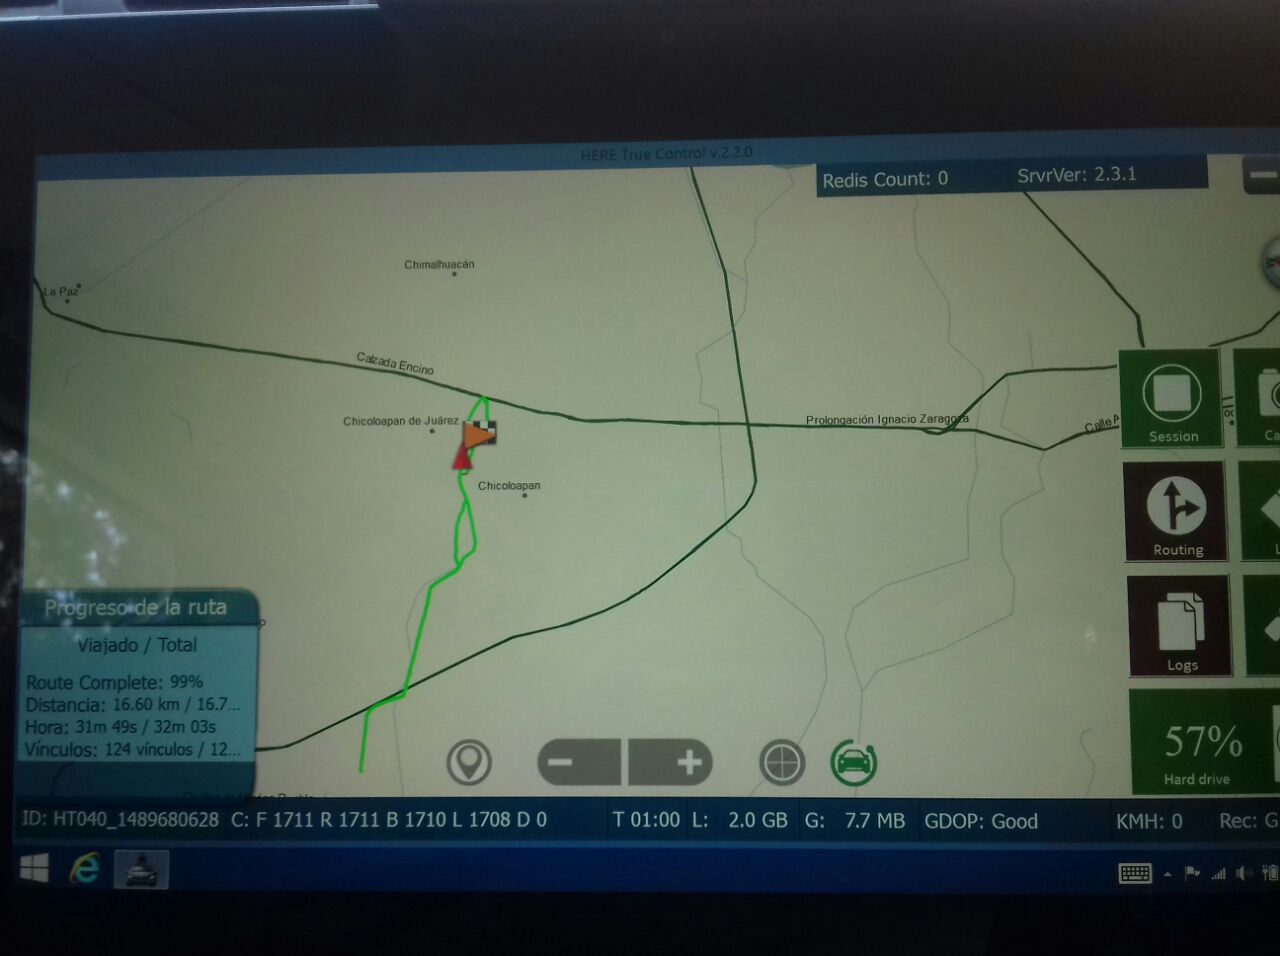 HERE True Control v.2.2.0
Redis Count: 0
SrvrVer: 2.3.1
Chimalhuacán
La Paz
Calzada Encino
Chicoloapan de Juárez
Prolongación Ignacio Zaragoza
Calle A
Chicoloapan
Session
Ca
Routing
Logs
57%
Hard drive
Progreso de la ruta
Viajado / Total
Route Complete: 99%
Distancia: 16.60 km / 16.7...
Hora: 31m 49s / 32m 03s
Vínculos: 124 vínculos / 12...
ID: HT040_1489680628 C: F 1711 R 1711 B 1710 L 1708 D 0 T 01:00 L: 2.0 GB G: 7.7 MB GDOP: Good KMH: 0 Rec: G